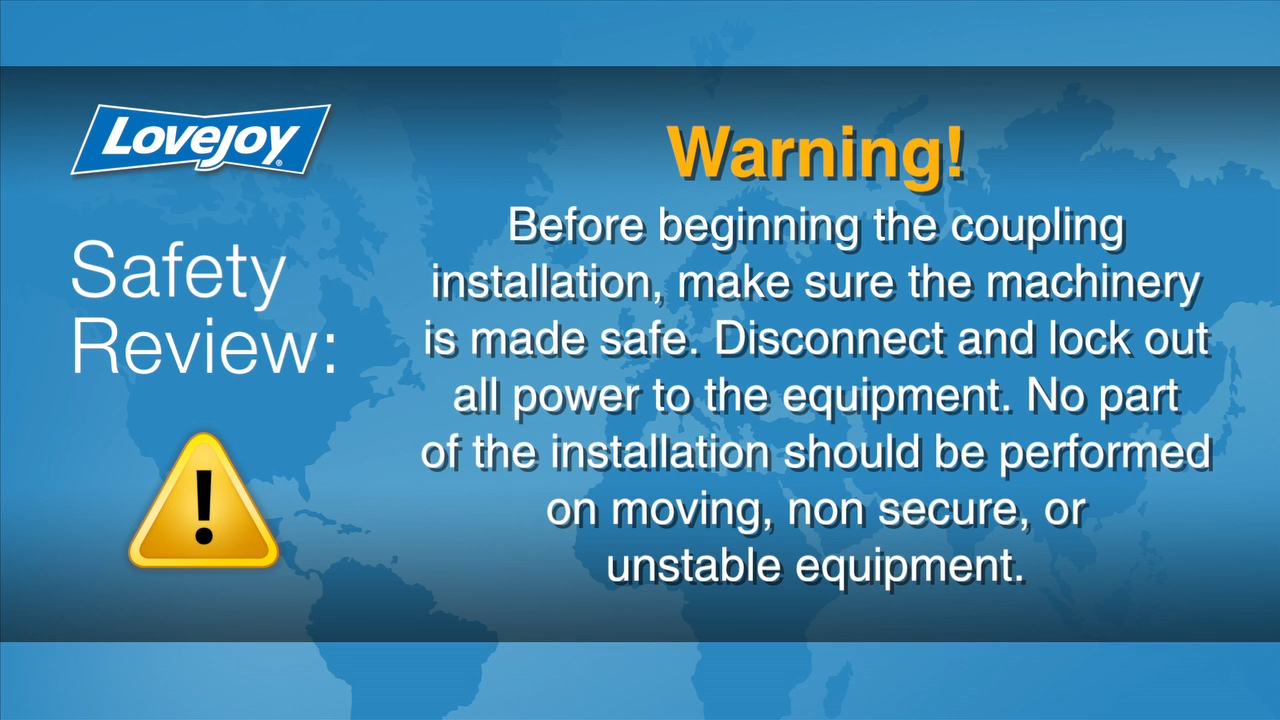 Lovejoy®
Safety
Review:
Warning!
Before beginning the coupling
installation, make sure the machinery
is made safe. Disconnect and lock out
all power to the equipment. No part
of the installation should be performed
on moving, non secure, or
unstable equipment.
!